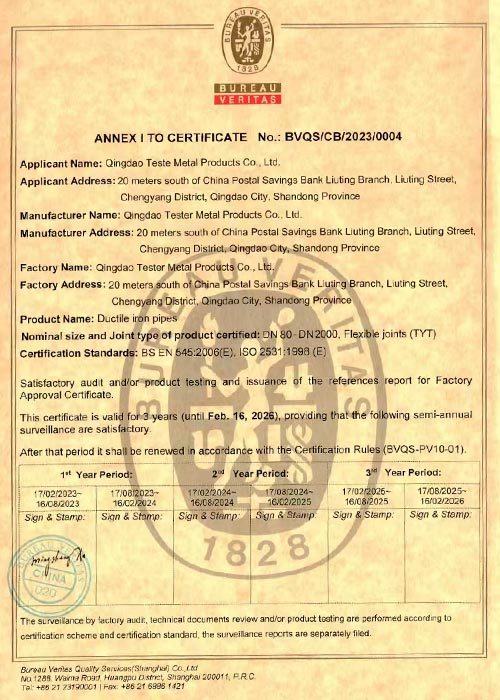 BUREAU VERITAS
1828
BUREAU
VERITAS
ANNEX I TO CERTIFICATE No.: BVQS/CB/2023/0004
Applicant Name: Qingdao Teste Metal Products Co., Ltd.
Applicant Address: 20 meters south of China Postal Savings Bank Liuting Branch, Liuting Street,
Chengyang District, Qingdao City, Shandong Province
Manufacturer Name: Qingdao Tester Metal Products Co., Ltd.
Manufacturer Address: 20 meters south of China Postal Savings Bank Liuting Branch, Liuting Street,
Chengyang District, Qingdao City, Shandong Province
Factory Name: Qingdao Tester Metal Products Co., Ltd.
Factory Address: 20 meters south of China Postal Savings Bank Liuting Branch, Liuting Street,
Chengyang District, Qingdao City, Shandong Province
Product Name: Ductile iron pipes
Nominal size and Joint type of product certified: DN 80- DN2000, Flexible joints (TYT)
Certification Standards: BS EN 545:2006(E), ISO 2531:1998 (E)
Satisfactory audit and/or product testing and issuance of the references report for Factory
Approval Certificate.
This certificate is valid for 3 years (until Feb. 16, 2026), providing that the following semi-annual
surveillance are satisfactory.
After that period it shall be renewed in accordance with the Certification Rules (BVQS-PV10-01).
1st Year Period: 2nd Year Period: 3rd Year Period:
17/02/2023~ 17/08/2023~ 17/02/2024~ 17/08/2024~ 17/02/2025~ 17/08/2025~
16/08/2023 16/02/2024 16/08/2024 16/02/2025 16/08/2025 16/02/2026
Sign & Stamp: Sign & Stamp: Sign & Stamp: Sign & Stamp: Sign & Stamp: Sign & Stamp:
BUREAU VERITAS
1828
BUREAU VERITAS
CHINA
020
The surveillance by factory audit, technical documents review and/or product testing are performed according to
certification scheme and certification standard, the surveillance reports are separately filed.
Bureau Verites Quality Services(Shanghai) Co.,Ltd
No.1288, Waima Road, Huangpu District, Shanghai 200011, P.R.C.
Tel: +86 21 73190001 | Fax: +86 21 6996 1421